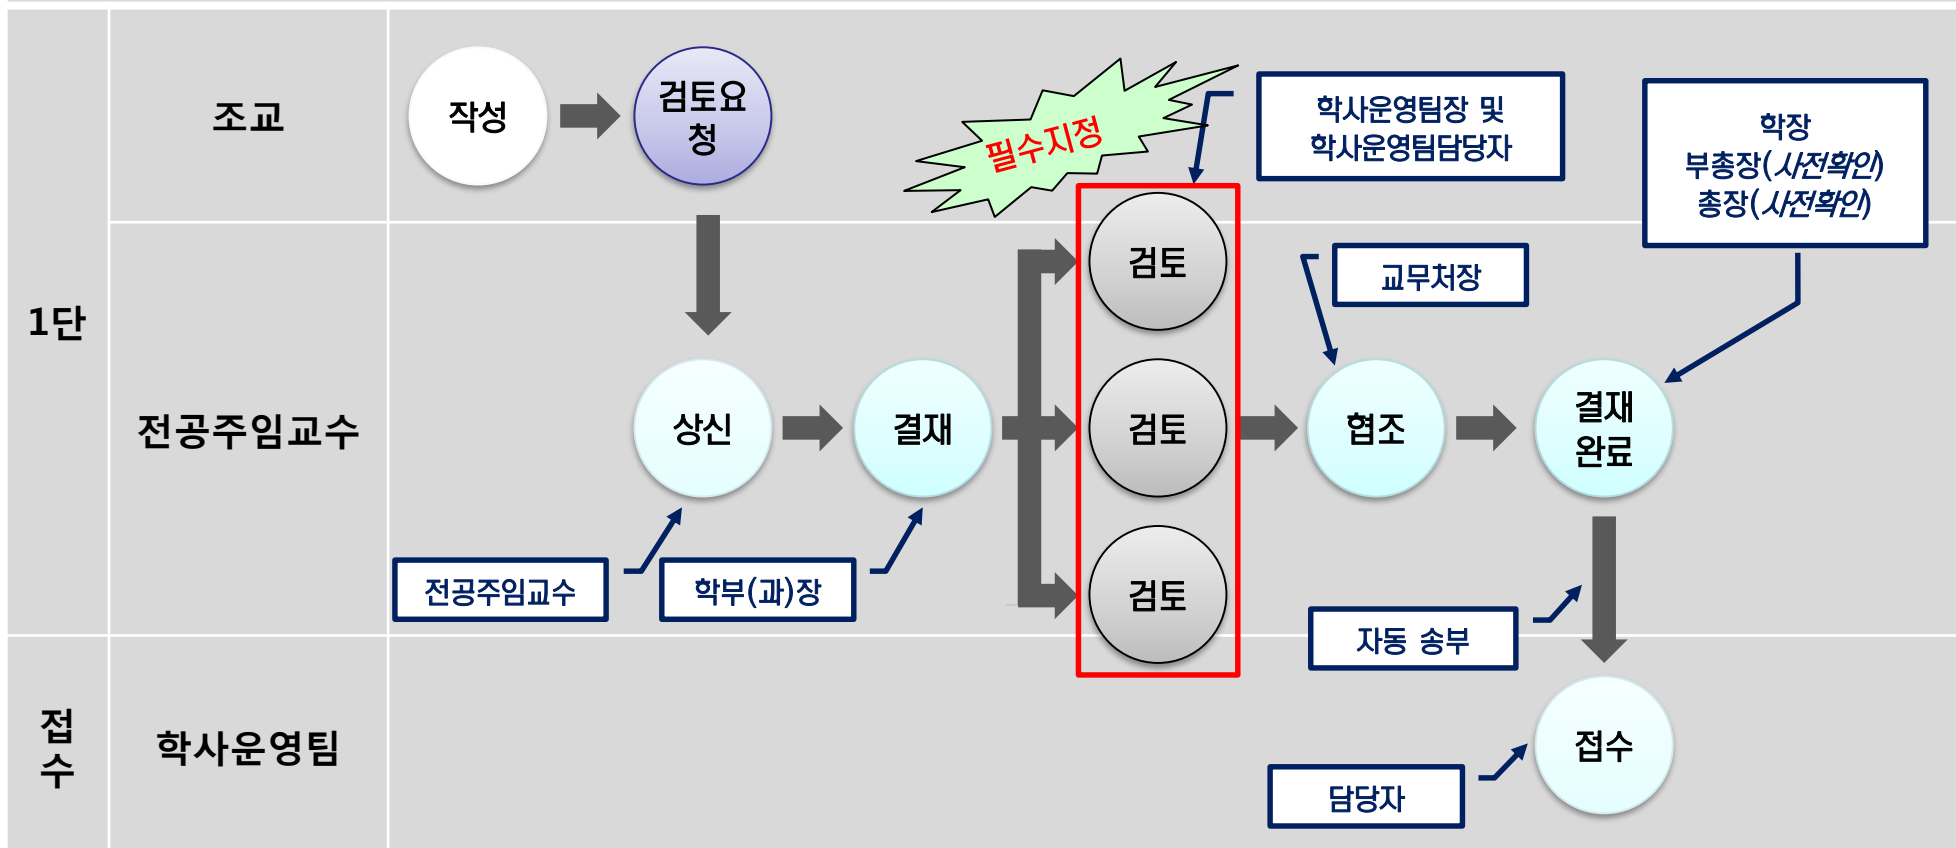 1단
조교
작성
검토요
청
필수지정
학사운영팀장 및
학사운영팀담당자
학장
부총장(사전확인)
총장(사전확인)
전공주임교수
상신
결재
검토
검토
검토
교무처장
협조
결재
완료
전공주임교수
학부(과)장
자동 송부
접
수
학사운영팀
담당자
접수